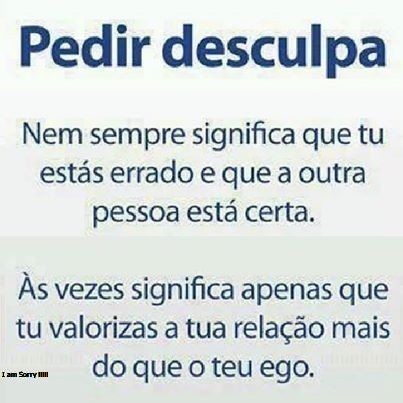 Pedir desculpa
Nem sempre significa que tu
estás errado e que a outra
pessoa está certa.
Às vezes significa apenas que
tu valorizas a tua relação mais
do que o teu ego.
I am Sorry !!!!!